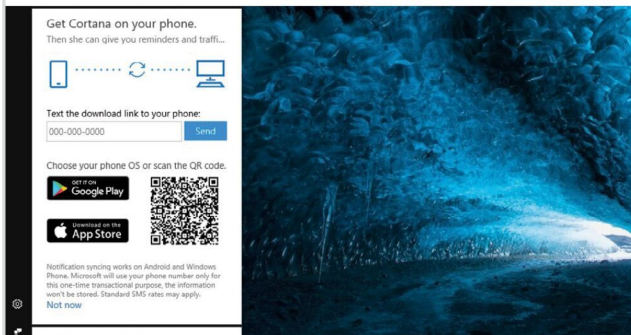 Get Cortana on your phone.
Then she can give you reminders and traffi...
Text the download link to your phone:
000-000-0000
Send
Choose your phone OS or scan the QR code.
GET IT ON
Google Play
Download on the
App Store
Notification syncing works on Android and Windows
Phone. Microsoft will use your phone number only for
this one-time transactional purpose, the information
won't be stored. Standard SMS rates may apply.
Not now